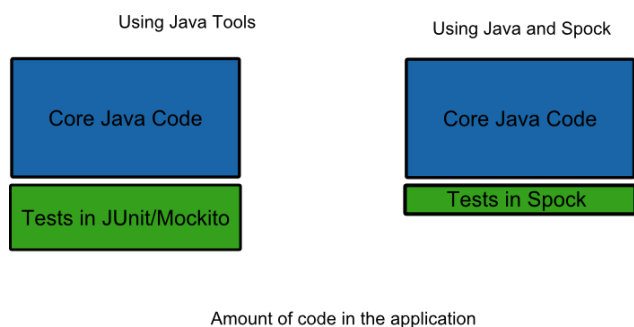 Using Java Tools
Using Java and Spock
Core Java Code
Core Java Code
Tests in JUnit/Mockito
Tests in Spock
Amount of code in the application